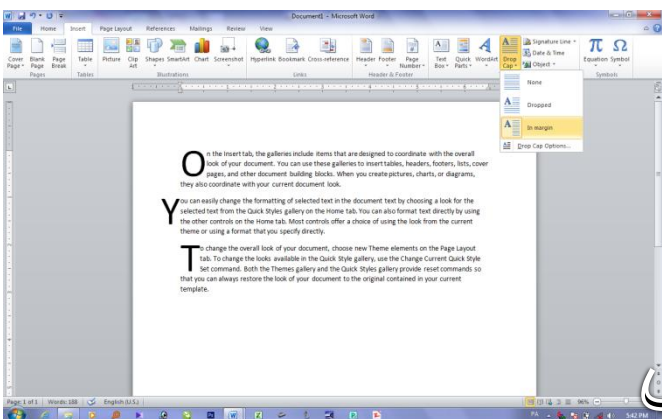 Document1 - Microsoft Word
File Home Insert Page Layout References Mailings Review View
Cover Page Blank Page Page Break Table Picture Clip Art Shapes SmartArt Chart Screenshot Hyperlink Bookmark Cross-reference Header Footer Page Number Text Box Quick Parts WordArt Drop Cap Signature Line Date & Time Object Equation Symbol
Pages Tables Illustrations Links Header & Footer Symbols
None
Dropped
In margin
Drop Cap Options...
On the Insert tab, the galleries include items that are designed to coordinate with the overall
look of your document. You can use these galleries to insert tables, headers, footers, lists, cover
pages, and other document building blocks. When you create pictures, charts, or diagrams,
they also coordinate with your current document look.
You can easily change the formatting of selected text in the document text by choosing a look for the
selected text from the Quick Styles gallery on the Home tab. You can also format text directly by using
the other controls on the Home tab. Most controls offer a choice of using the look from the current
theme or using a format that you specify directly.
To change the overall look of your document, choose new Theme elements on the Page Layout
tab. To change the looks available in the Quick Style gallery, use the Change Current Quick Style
Set command. Both the Themes gallery and the Quick Styles gallery provide reset commands so
that you can always restore the look of your document to the original contained in your current
template.
Page: 1 of 1 Words: 188 English (U.S.) 96%
PA 5:42 PM